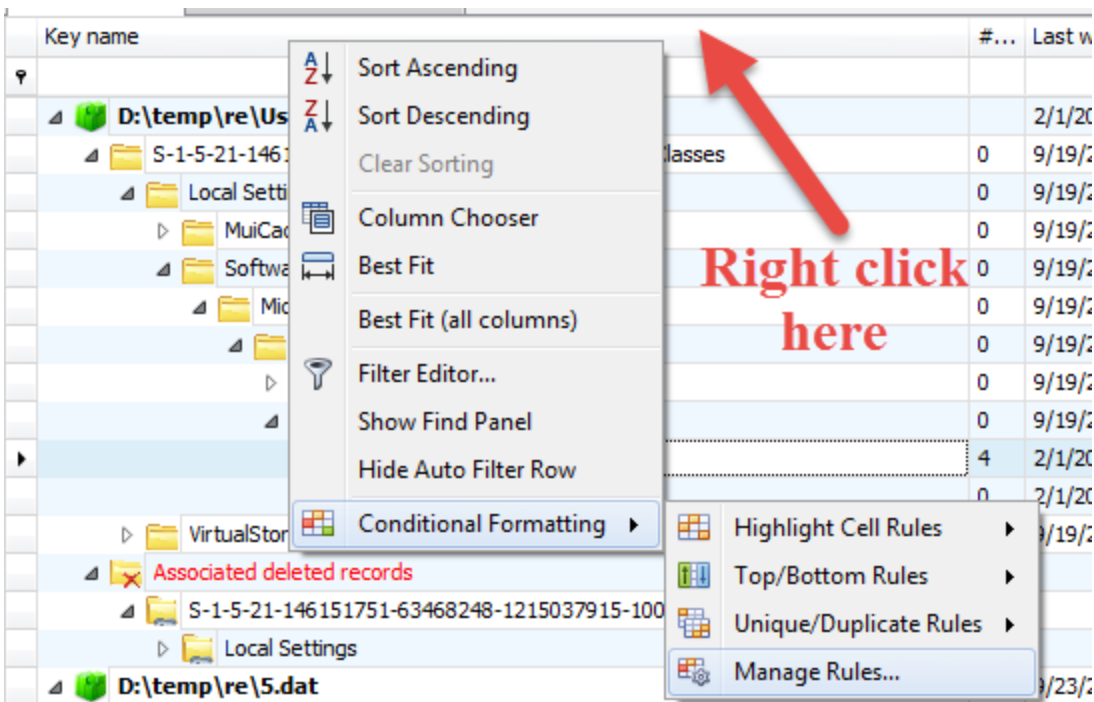 Key name #... Last w
Sort Ascending
D:\temp\re\Us Sort Descending 2/1/20
S-1-5-21-1461 Clear Sorting lasses 0 9/19/2
Local Setti 0 9/19/2
Column Chooser
MuiCac 0 9/19/2
Softwa Best Fit 0 9/19/2
Right click
Mic Best Fit (all columns) 0 9/19/2
here
0 9/19/2
Filter Editor... 0 9/19/2
Show Find Panel 0 9/19/2
Hide Auto Filter Row 4 2/1/20
0 2/1/20
VirtualStor Conditional Formatting Highlight Cell Rules 9/19/2
Associated deleted records Top/Bottom Rules
S-1-5-21-146151751-63468248-1215037915-100 Unique/Duplicate Rules
Local Settings
D:\temp\re\5.dat Manage Rules... 9/23/2